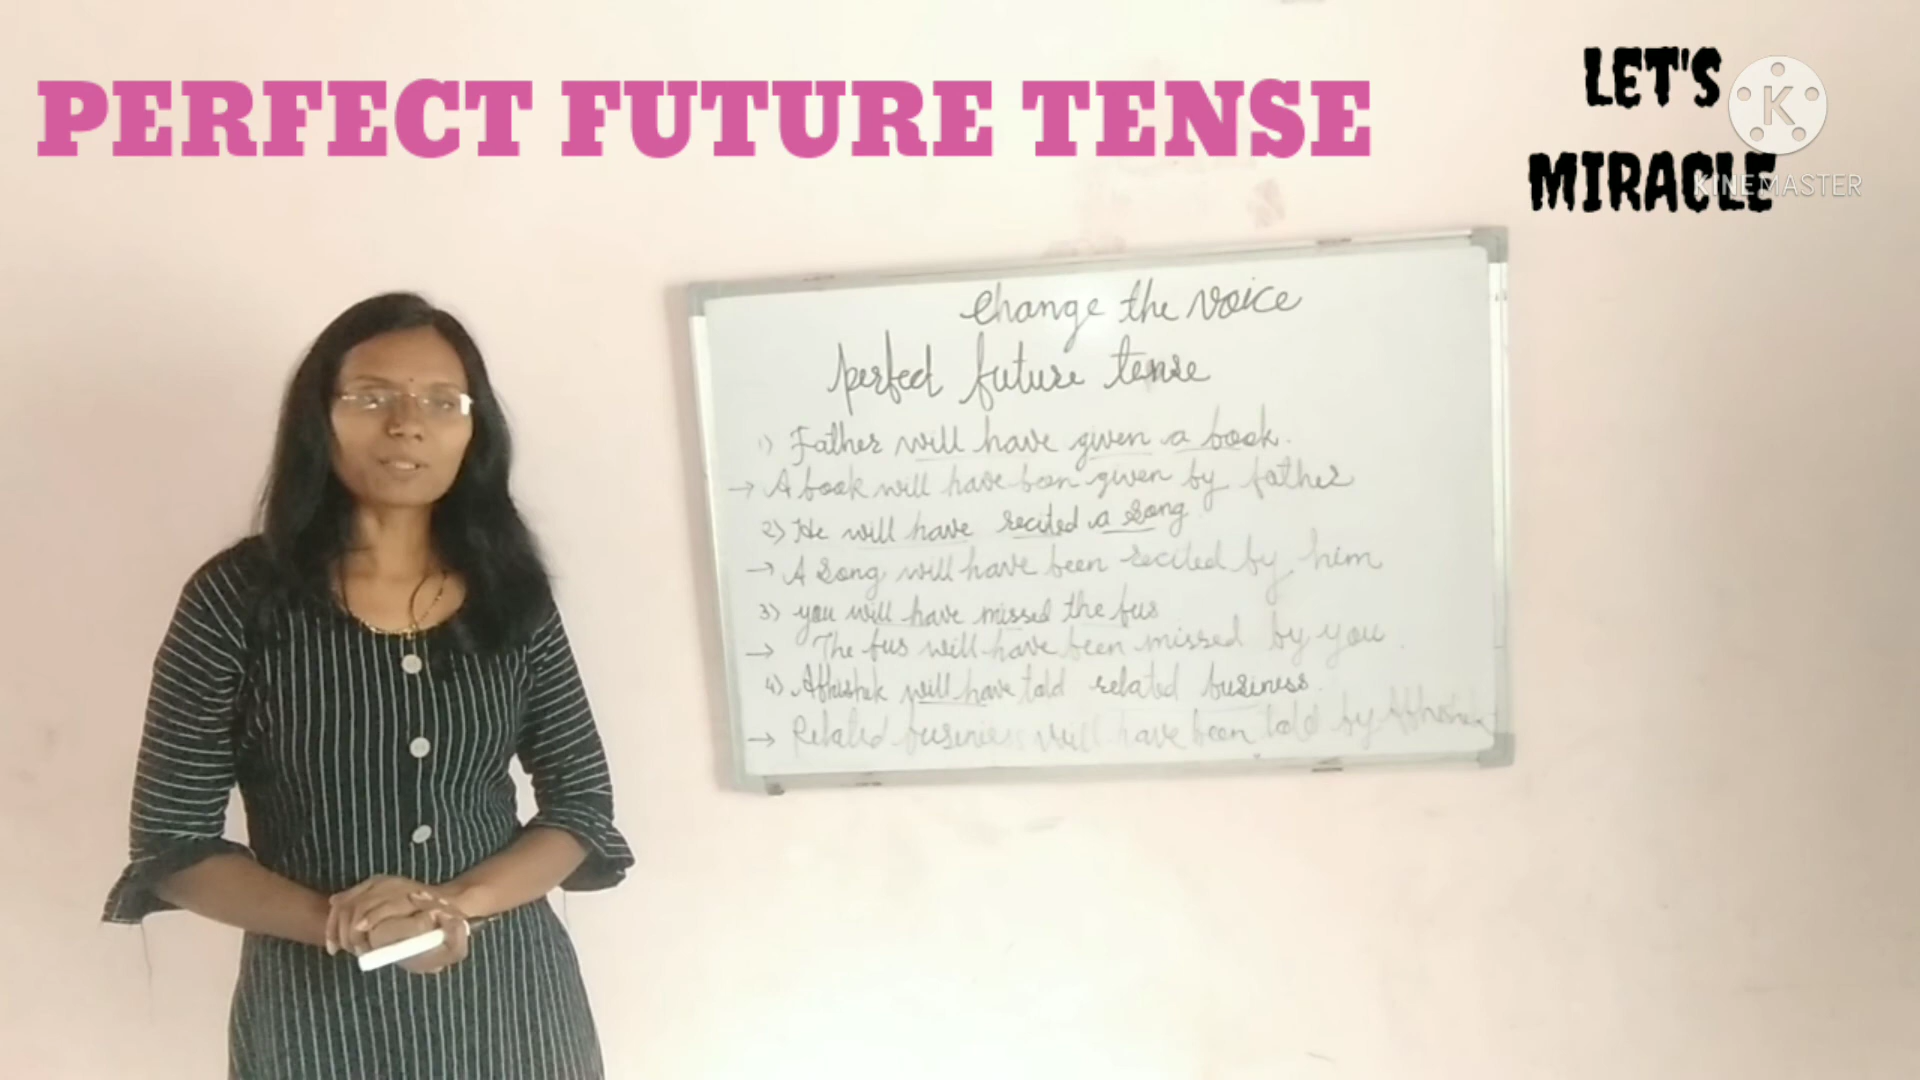 PERFECT FUTURE TENSE
LET'S
MIRACLE
K
KINEMASTER
Change the voice
perfect future tense
1) Father will have given a book.
→ A book will have been given by father
2) He will have recited a song
→ A song will have been recited by him
3) you will have missed the bus
→ The bus will have been missed by you.
4) Abhishek will have told related business.
→ Related business will have been told by Abhishek